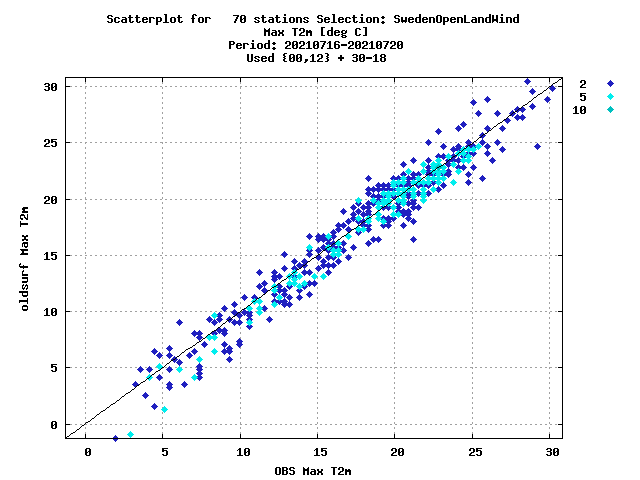 Scatterplot for   70 stations Selection: SwedenOpenLandWind
Max T2m [deg C]
Period: 20210716-20210720
Used {00,12} + 30-18
2
5
10
30
25
20
15
10
5
0
oldsurf Max T2m
0 5 10 15 20 25 30
OBS Max T2m